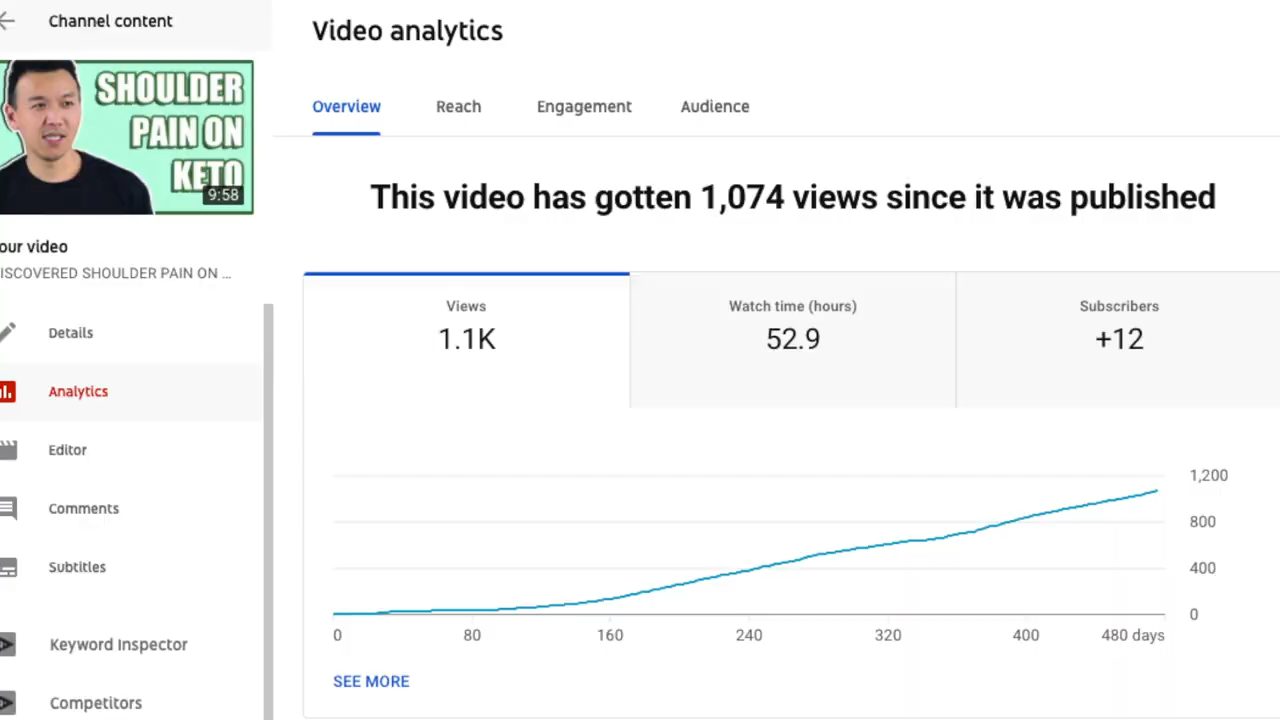 Channel content
SHOULDER
PAIN ON
KETO
9:58
our video
ISCOVERED SHOULDER PAIN ON ...
Details
Analytics
Editor
Comments
Subtitles
Keyword Inspector
Competitors
Video analytics
Overview
Reach
Engagement
Audience
This video has gotten 1,074 views since it was published
Views
1.1K
Watch time (hours)
52.9
Subscribers
+12
1,200
800
400
0
0
80
160
240
320
400
480 days
SEE MORE